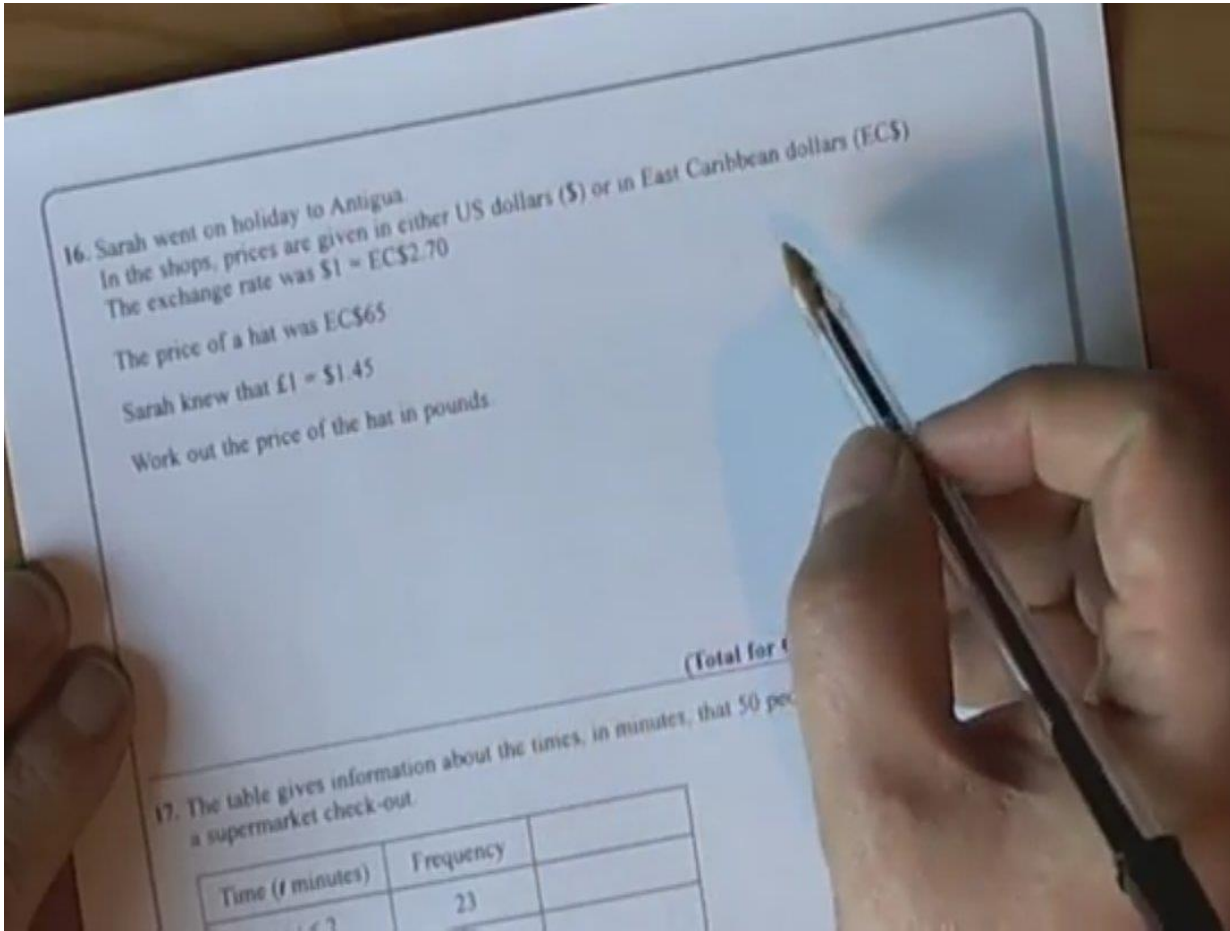 16. Sarah went on holiday to Antigua.
In the shops, prices are given in either US dollars ($) or in East Caribbean dollars (EC$)
The exchange rate was $1 = EC$2.70
The price of a hat was EC$65
Sarah knew that £1 = $1.45
Work out the price of the hat in pounds.
(Total for
17. The table gives information about the times, in minutes, that 50
a supermarket check-out.
Time (t minutes) Frequency
23